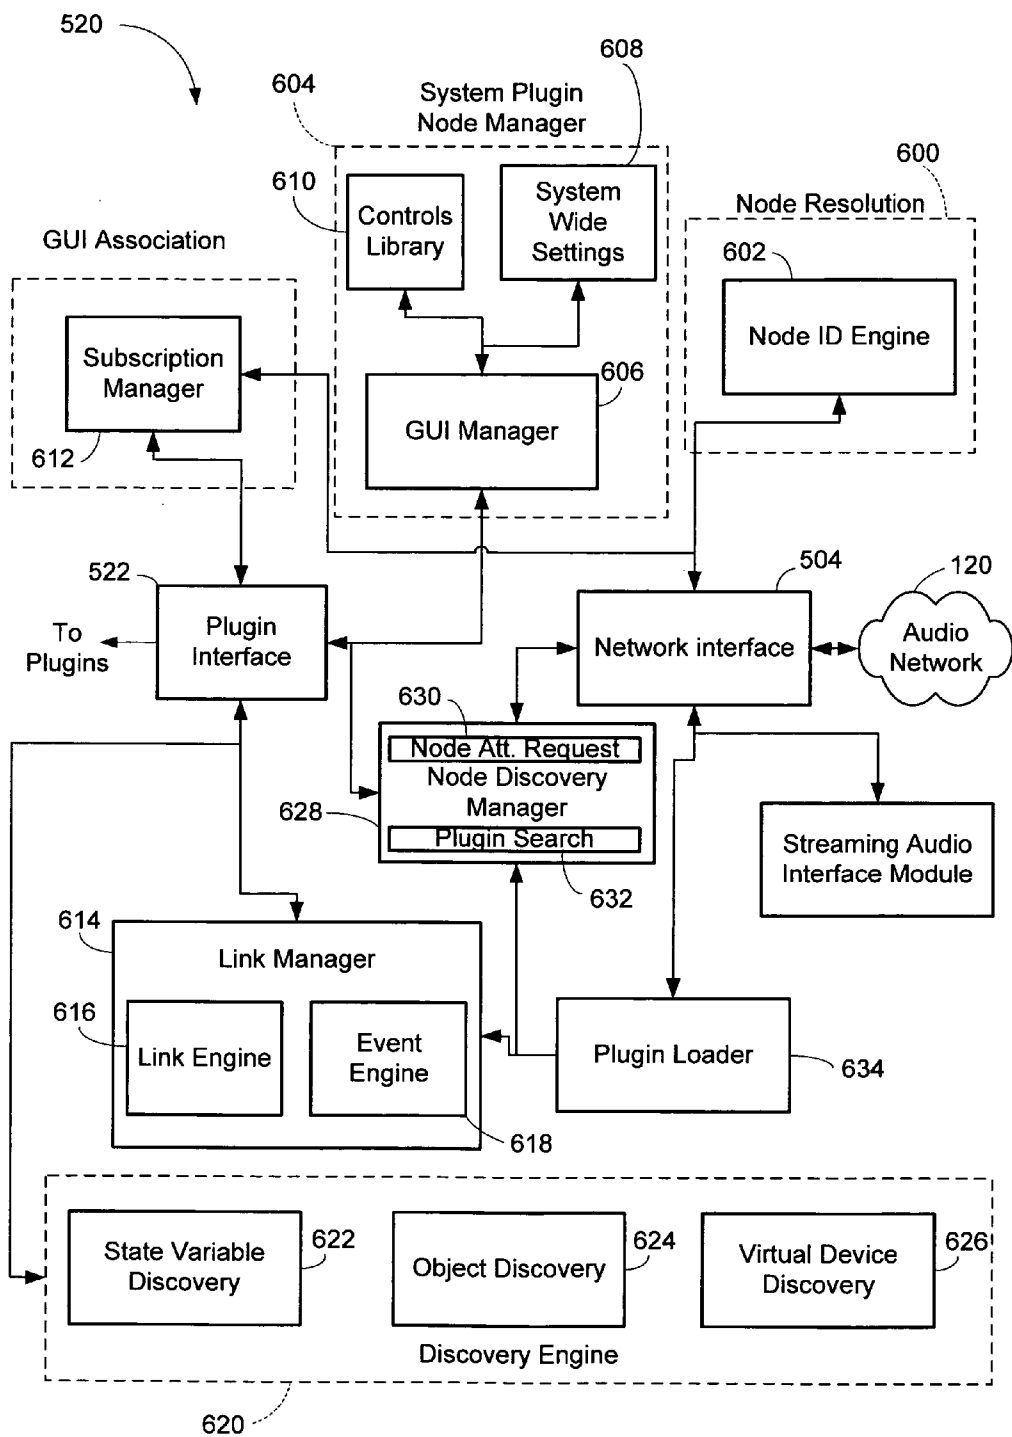 520
608
604
System Plugin
Node Manager
600
610
Controls
Library
System
Wide
Settings
Node Resolution
GUI Association
602
Node ID Engine
Subscription
Manager
606
GUI Manager
612
522
504
120
To
Plugins
Plugin
Interface
Network interface
Audio
Network
630
Node Att. Request
Node Discovery
Manager
628
Plugin Search
632
Streaming Audio
Interface Module
614
Link Manager
616
Link Engine
Event
Engine
Plugin Loader
634
618
State Variable
Discovery
622
Object Discovery
624
Virtual Device
Discovery
626
Discovery Engine
620